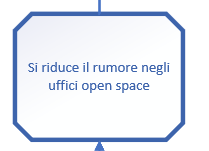 Si riduce il rumore negli
uffici open space